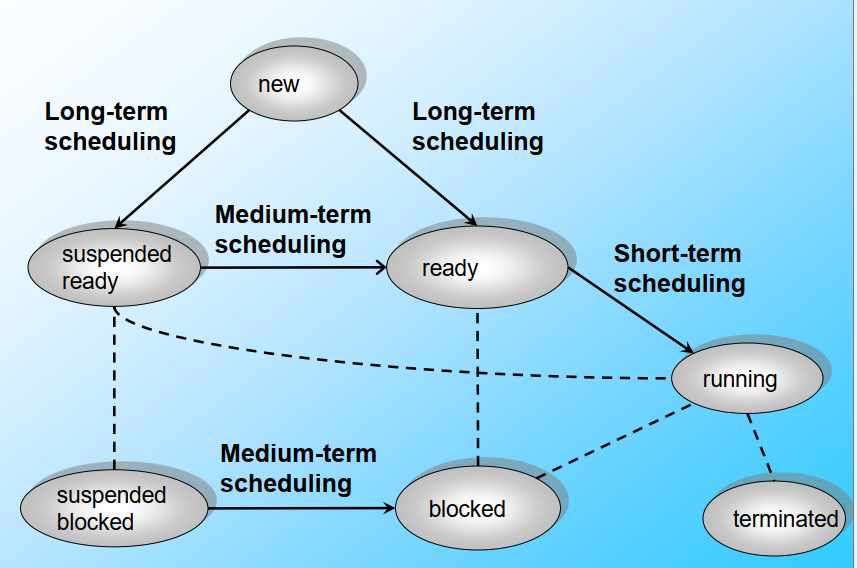 new
Long-term
scheduling
Long-term
scheduling
Medium-term
scheduling
suspended
ready
ready
Short-term
scheduling
running
Medium-term
scheduling
suspended
blocked
blocked
terminated